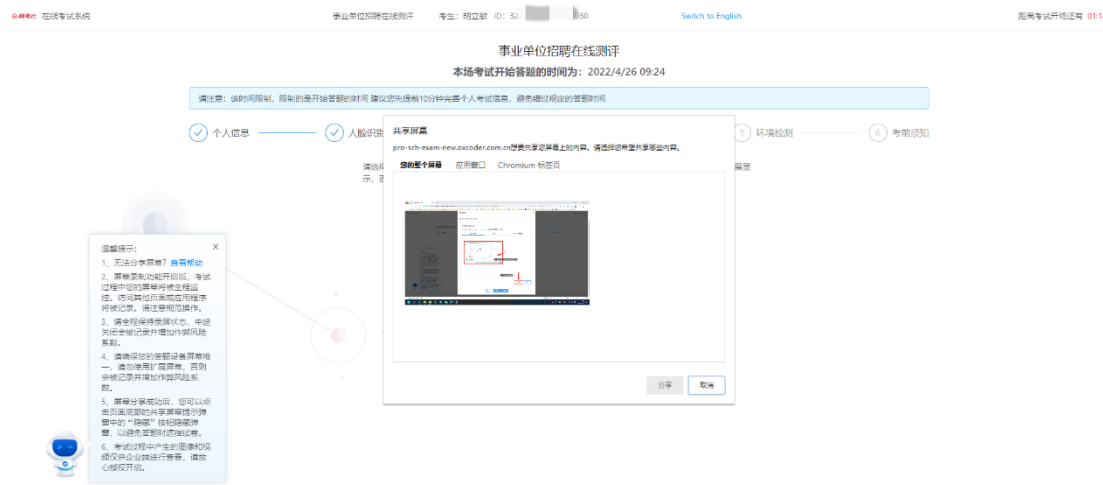 在线考试系统
事业单位招聘在线测评
考生：胡立敏 ID：32
030
Switch to English
距离考试开场还有 01:1
事业单位招聘在线测评
本场考试开始答题的时间为：2022/4/26 09:24
请注意：该时间限制，限制的是开始答题的时间 建议您先提前10分钟完善个人考试信息，避免错过规定的答题时间
个人信息
人脸识别
5 环境检测
6 考前须知
请选择
展显
示，否
共享屏幕
pro-sch-exam-new.oxcoder.com.cn想要共享您屏幕上的内容。请选择您希望共享哪些内容。
您的整个屏幕 应用窗口 Chromium 标签页
分享 取消
温馨提示： X
1、无法分享屏幕？查看帮助
2、屏幕录制功能开启后，考试
过程中您的屏幕将被全程监
控。访问其他页面或应用程序
将被记录。请注意规范操作。
3、请全程保持录屏状态，中途
关闭会被记录并增加作弊风险
系数。
4、请确保您的答题设备屏幕唯
一，请勿使用扩展屏幕，否则
会被记录并增加作弊风险系
数。
5、屏幕分享成功后，您可以点
击页面底部的共享屏幕提示弹
窗中的“隐藏”按钮隐藏弹
窗，以避免答题时遮挡试卷。
6、考试过程中产生的图像和视
频仅供企业端进行查看，请放
心授权开启。